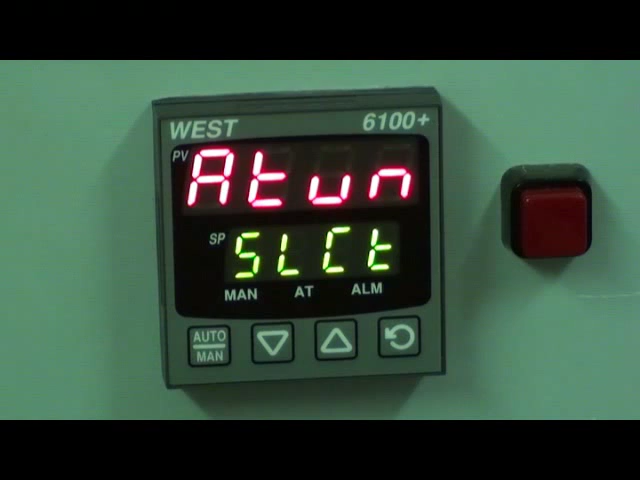 WEST 6100+
PV Atun
SP SLCt
MAN AT ALM
AUTO
MAN